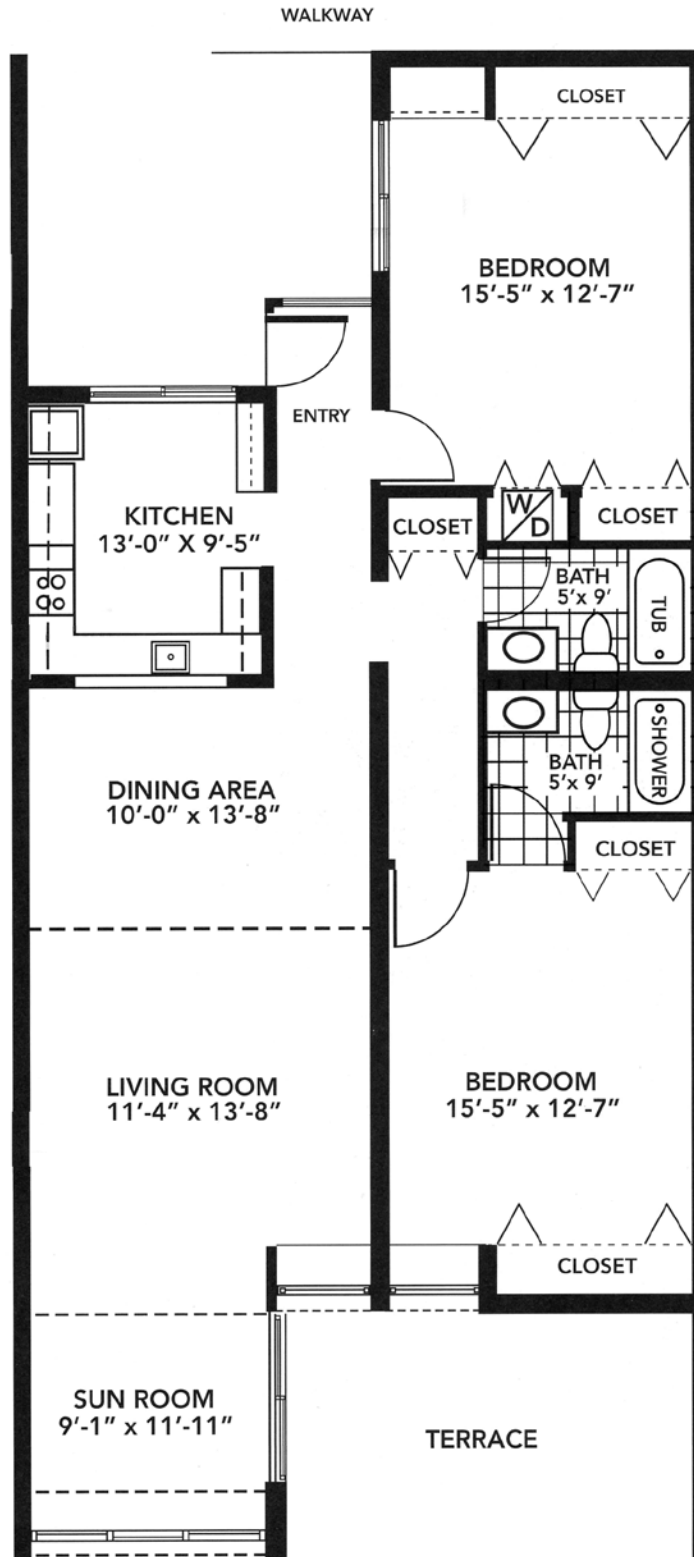 WALKWAY
CLOSET
BEDROOM
15'-5" x 12'-7"
ENTRY
KITCHEN
13'-0" X 9'-5"
CLOSET
W
D
CLOSET
BATH
5'x 9'
TUB
DINING AREA
10'-0" x 13'-8"
BATH
5'x 9'
SHOWER
CLOSET
LIVING ROOM
11'-4" x 13'-8"
BEDROOM
15'-5" x 12'-7"
CLOSET
SUN ROOM
9'-1" x 11'-11"
TERRACE